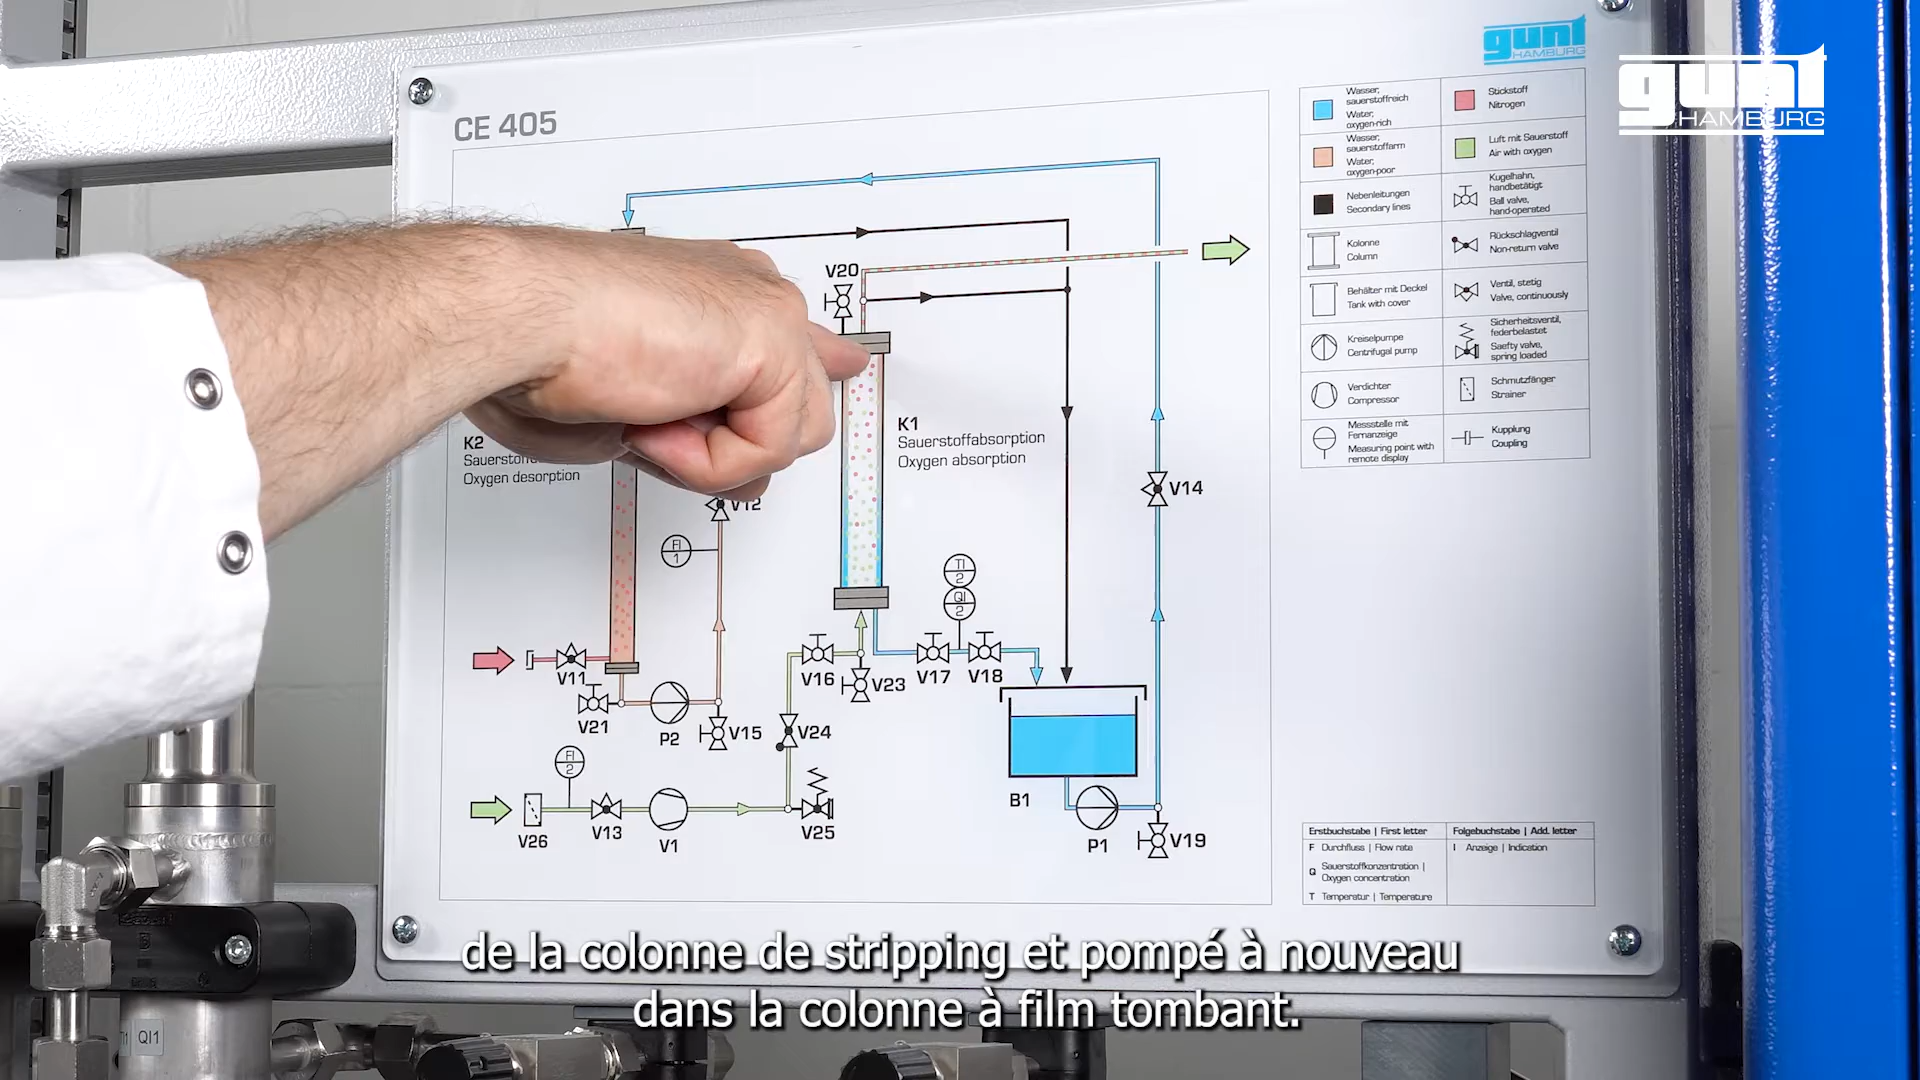 gunt
HAMBURG
gunt
HAMBURG
CE 405
Wasser,
sauerstoffreich
Water,
oxygen-rich
Stickstoff
Nitrogen
Wasser,
sauerstoffarm
Water,
oxygen-poor
Luft mit Sauerstoff
Air with oxygen
Nebenleitungen
Secondary lines
Kugelhahn,
handbetätigt
Ball valve,
hand-operated
Kolonne
Column
Rückschlagventil
Non-return valve
Behälter mit Deckel
Tank with cover
Ventil, stetig
Valve, continuously
Kreiselpumpe
Centrifugal pump
Sicherheitsventil,
federbelastet
Saefty valve,
spring loaded
Verdichter
Compressor
Schmutzfänger
Strainer
Messstelle mit
Fernanzeige
Measuring point with
remote display
Kupplung
Coupling
V20
K1
Sauerstoffabsorption
Oxygen absorption
K2
Oxygen desorption
V12
V14
FI
1
TI
2
QI
2
V11
V16
V23
V17
V18
V21
P2
V15
V24
FI
2
V26
V13
V1
V25
B1
P1
V19
Erstbuchstabe | First letter
Folgebuchstabe | Add. letter
F Durchfluss | Flow rate
I Anzeige | Indication
Q Sauerstoffkonzentration |
Oxygen concentration
T Temperatur | Temperature
QI1
de la colonne de stripping et pompé à nouveau
dans la colonne à film tombant.